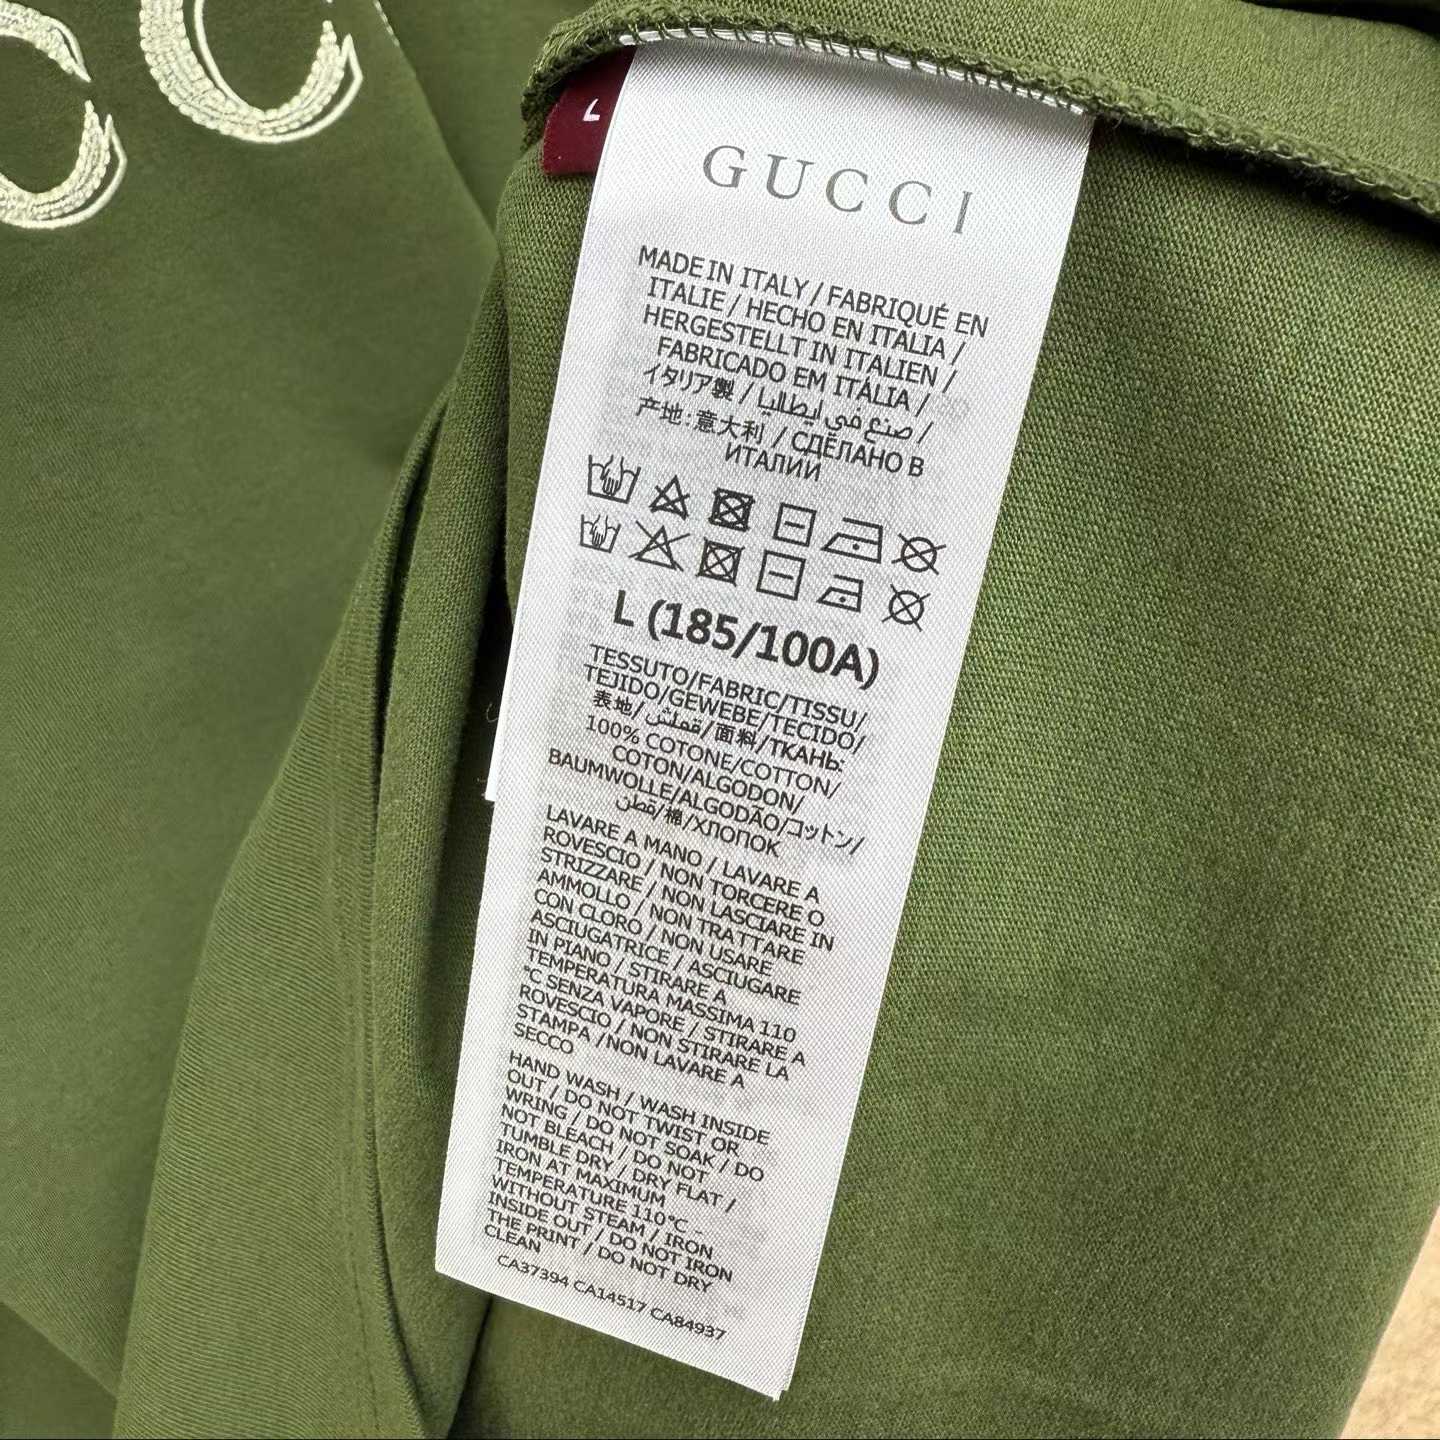 CC
L
GUCCI
MADE IN ITALY / FABRIQUÉ EN
ITALIE / HECHO EN ITALIA /
HERGESTELLT IN ITALIEN /
FABRICADO EM ITÁLIA /
イタリア製 / صنع في ايطاليا /
产地: 意大利 / СДЕЛАНО В
ИТАЛИИ
L (185/100A)
TESSUTO/FABRIC/TISSU/
TEJIDO/GEWEBE/TECIDO/
表地/قماش/面料/ТКАНЬ:
100% COTONE/COTTON/
COTON/ALGODON/
BAUMWOLLE/ALGODÃO/コットン/
قطن/棉/ХЛОПОК
LAVARE A MANO / LAVARE A
ROVESCIO / NON TORCERE O
STRIZZARE / NON LASCIARE IN
AMMOLLO / NON TRATTARE
CON CLORO / NON USARE
ASCIUGATRICE / ASCIUGARE
IN PIANO / STIRARE A
TEMPERATURA MASSIMA 110
°C SENZA VAPORE / STIRARE A
ROVESCIO / NON STIRARE LA
STAMPA /NON LAVARE A
SECCO
HAND WASH / WASH INSIDE
OUT / DO NOT TWIST OR
WRING / DO NOT SOAK / DO
NOT BLEACH / DO NOT
TUMBLE DRY / DRY FLAT /
IRON AT MAXIMUM
TEMPERATURE 110°C
WITHOUT STEAM / IRON
INSIDE OUT / DO NOT IRON
THE PRINT / DO NOT DRY
CLEAN
CA37394 CA14517 CA84937